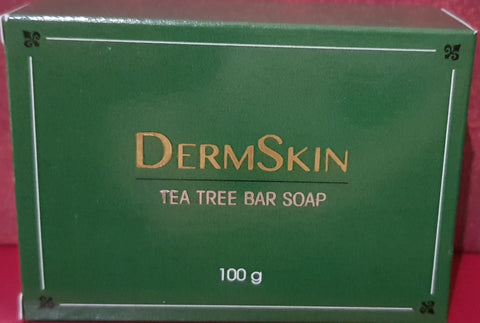 DERMSKIN
TEA TREE BAR SOAP
100 g